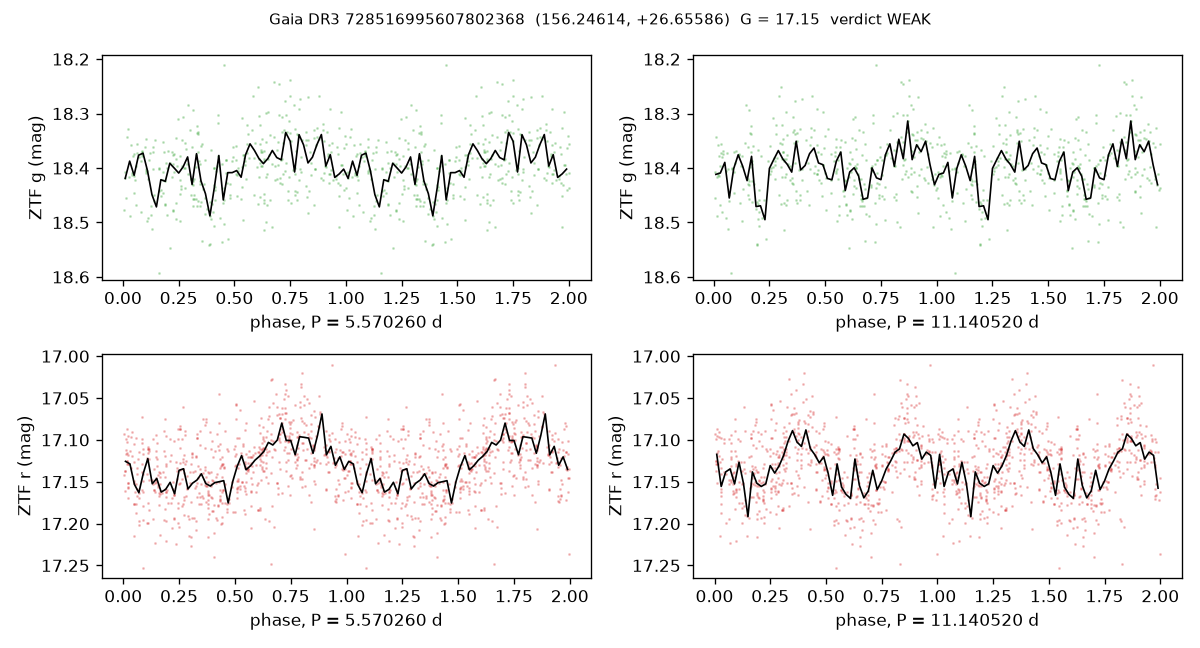 Gaia DR3 728516995607802368  (156.24614, +26.65586)  G = 17.15  verdict WEAK
ZTF g (mag)
18.2
18.3
18.4
18.5
18.6
0.00 0.25 0.50 0.75 1.00 1.25 1.50 1.75 2.00
phase, P = 5.570260 d
ZTF g (mag)
18.2
18.3
18.4
18.5
18.6
0.00 0.25 0.50 0.75 1.00 1.25 1.50 1.75 2.00
phase, P = 11.140520 d
ZTF r (mag)
17.00
17.05
17.10
17.15
17.20
17.25
0.00 0.25 0.50 0.75 1.00 1.25 1.50 1.75 2.00
phase, P = 5.570260 d
ZTF r (mag)
17.00
17.05
17.10
17.15
17.20
17.25
0.00 0.25 0.50 0.75 1.00 1.25 1.50 1.75 2.00
phase, P = 11.140520 d